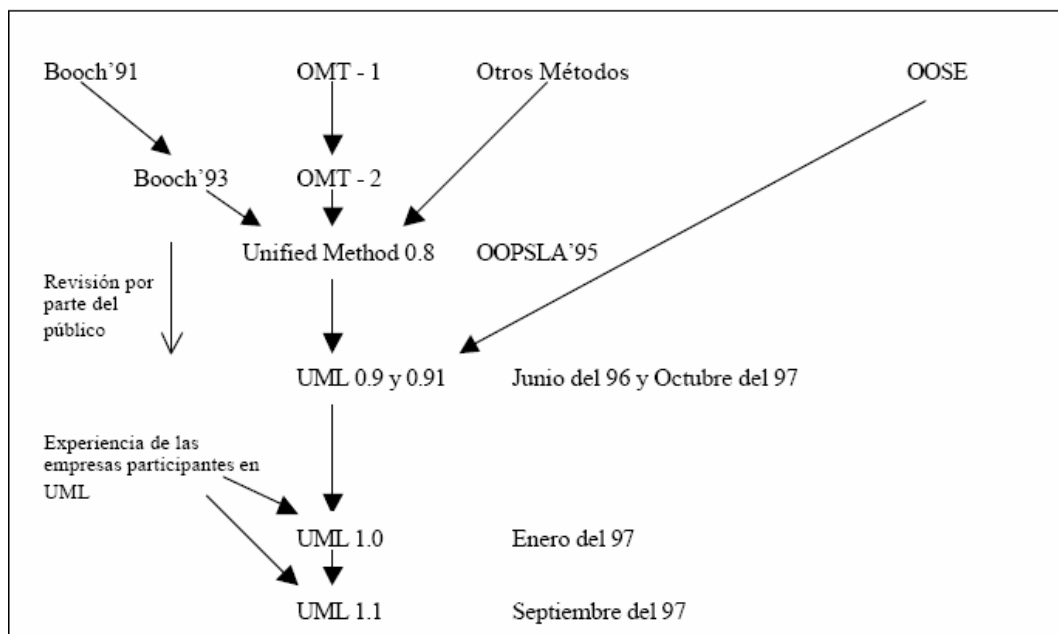 Booch’91
OMT - 1
Otros Métodos
OOSE
Booch’93
OMT - 2
Unified Method 0.8
OOPSLA’95
Revisión por
parte del
público
UML 0.9 y 0.91
Junio del 96 y Octubre del 97
Experiencia de las
empresas participantes en
UML
UML 1.0
Enero del 97
UML 1.1
Septiembre del 97